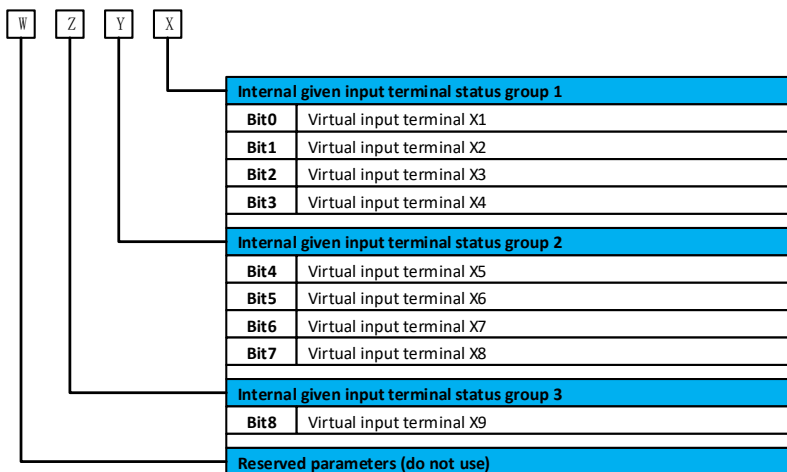 W Z Y X
Internal given input terminal status group 1
Bit0 Virtual input terminal X1
Bit1 Virtual input terminal X2
Bit2 Virtual input terminal X3
Bit3 Virtual input terminal X4
Internal given input terminal status group 2
Bit4 Virtual input terminal X5
Bit5 Virtual input terminal X6
Bit6 Virtual input terminal X7
Bit7 Virtual input terminal X8
Internal given input terminal status group 3
Bit8 Virtual input terminal X9
Reserved parameters (do not use)